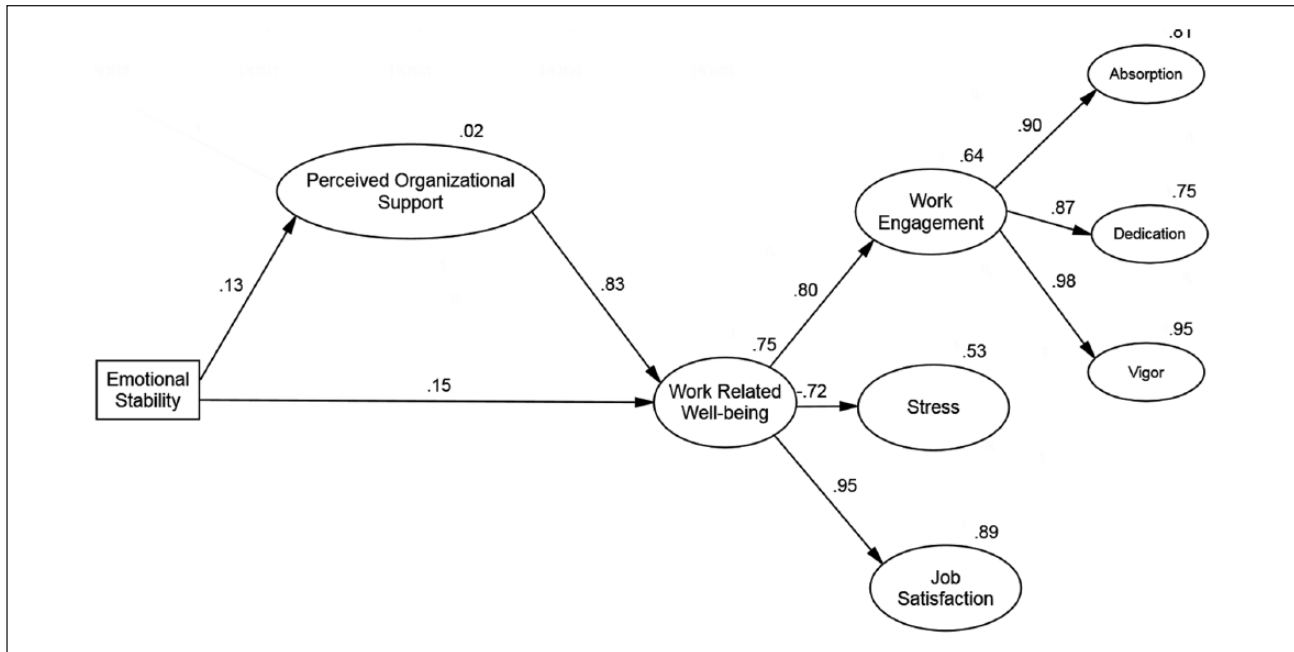 Absorption
.90
.02
.64
Perceived Organizational
Support
Work
Engagement
.87
.75
Dedication
.13
.83
.80
.98
.75
.53
.95
Vigor
Emotional
Stability
.15
Work Related
Well-being
-.72
Stress
.95
.89
Job
Satisfaction